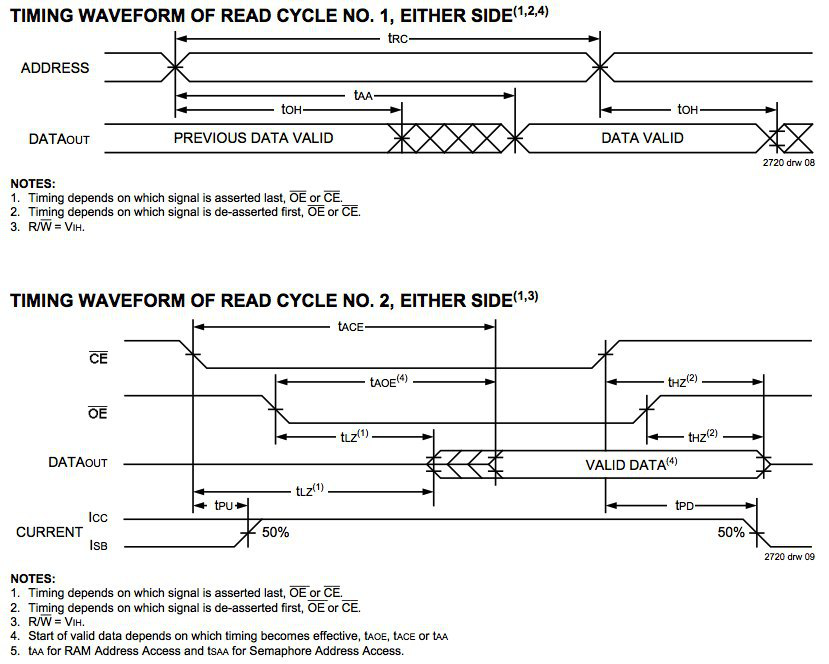 TIMING WAVEFORM OF READ CYCLE NO. 1, EITHER SIDE(1,2,4)
tRC
ADDRESS
tAA
tOH
tOH
DATAOUT PREVIOUS DATA VALID DATA VALID
2720 drw 08
NOTES:
1. Timing depends on which signal is asserted last, OE or CE.
2. Timing depends on which signal is de-asserted first, OE or CE.
3. R/W = VIH.
TIMING WAVEFORM OF READ CYCLE NO. 2, EITHER SIDE(1,3)
tACE
CE
tAOE(4) tHZ(2)
OE
tLZ(1) tHZ(2)
DATAOUT VALID DATA(4)
tLZ(1)
tPU tPD
ICC
CURRENT 50% 50%
ISB
2720 drw 09
NOTES:
1. Timing depends on which signal is asserted last, OE or CE.
2. Timing depends on which signal is de-asserted first, OE or CE.
3. R/W = VIH.
4. Start of valid data depends on which timing becomes effective, tAOE, tACE or tAA
5. tAA for RAM Address Access and tSAA for Semaphore Address Access.